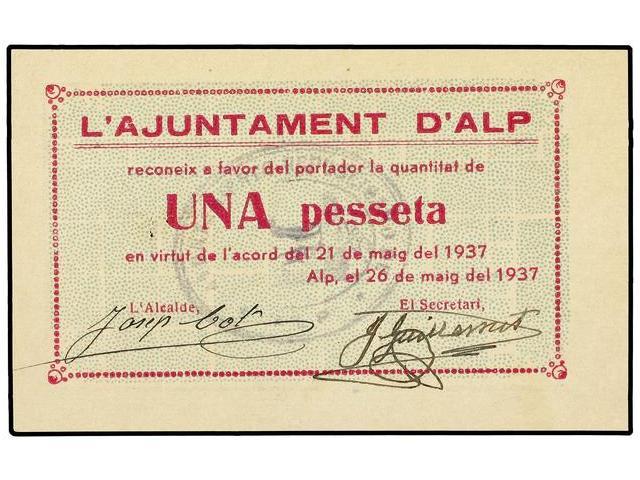 L'AJUNTAMENT D'ALP
reconeix a favor del portador la quantitat de
UNA pesseta
en virtut de l'acord del 21 de maig del 1937
Alp, el 26 de maig del 1937
L'Alcalde, El Secretari,
Josep